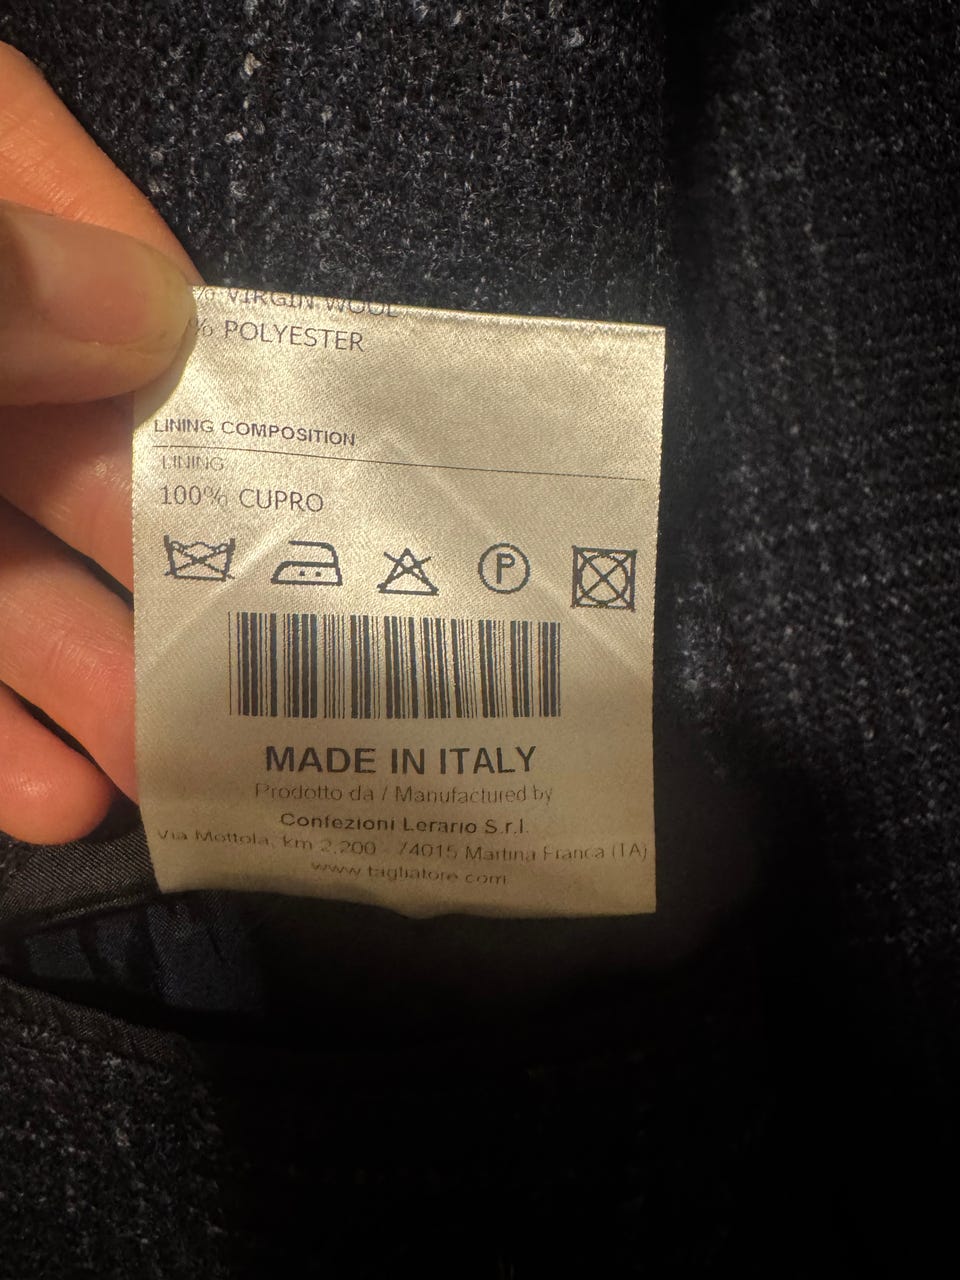 % VIRGIN WOOL
% POLYESTER
LINING COMPOSITION
LINING
100% CUPRO
P
MADE IN ITALY
Prodotto da / Manufactured by
Confezioni Lerario S.r.l.
Via Mottola, km 2,200 - 74015 Martina Franca (TA)
www.tagliatore.com